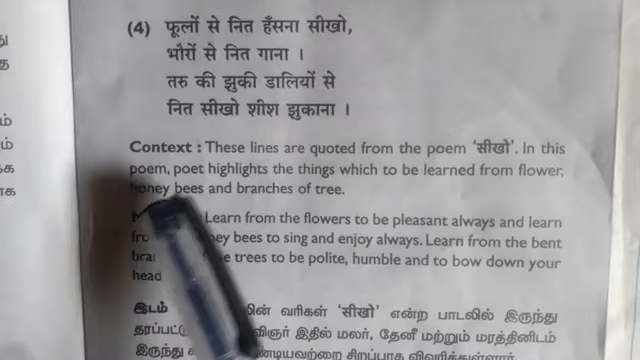 (4) फूलों से नित हँसना सीखो,
भौरों से नित गाना ।
तरु की झुकी डालियों से
नित सीखो शीश झुकाना ।
Context : These lines are quoted from the poem 'सीखो'. In this
poem, poet highlights the things which to be learned from flower,
honey bees and branches of tree.
Learn from the flowers to be pleasant always and learn
bees to sing and enjoy always. Learn from the bent
trees to be polite, humble and to bow down your
head
இடம் வரிகள் 'सीखो' என்ற பாடலில் இருந்து
இதில் மலர், தேனீ மற்றும் மரத்தினிடம்
இருந்து சிறப்பாக விவரித்துள்ளார்